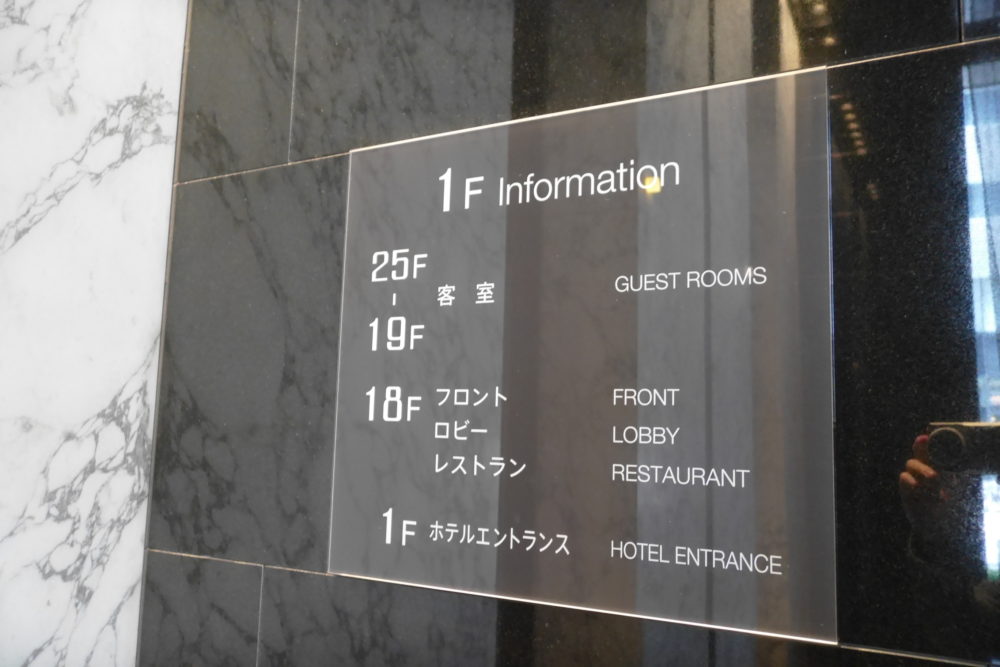 1F Information
25F
- 客室 GUEST ROOMS
19F
18F フロント FRONT
ロビー LOBBY
レストラン RESTAURANT
1F ホテルエントランス HOTEL ENTRANCE